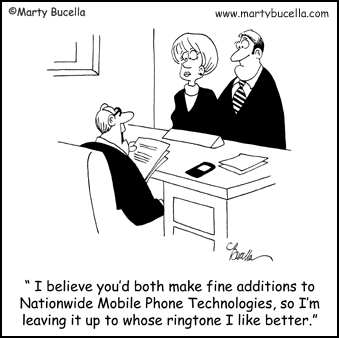 ©Marty Bucella www.martybucella.com
“ I believe you’d both make fine additions to
Nationwide Mobile Phone Technologies, so I’m
leaving it up to whose ringtone I like better.”